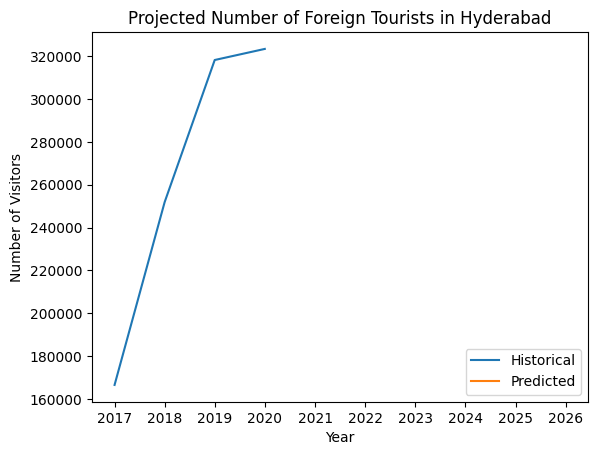 Projected Number of Foreign Tourists in Hyderabad
320000
300000
280000
260000
240000
220000
200000
180000
160000
Number of Visitors
Historical
Predicted
2017 2018 2019 2020 2021 2022 2023 2024 2025 2026
Year